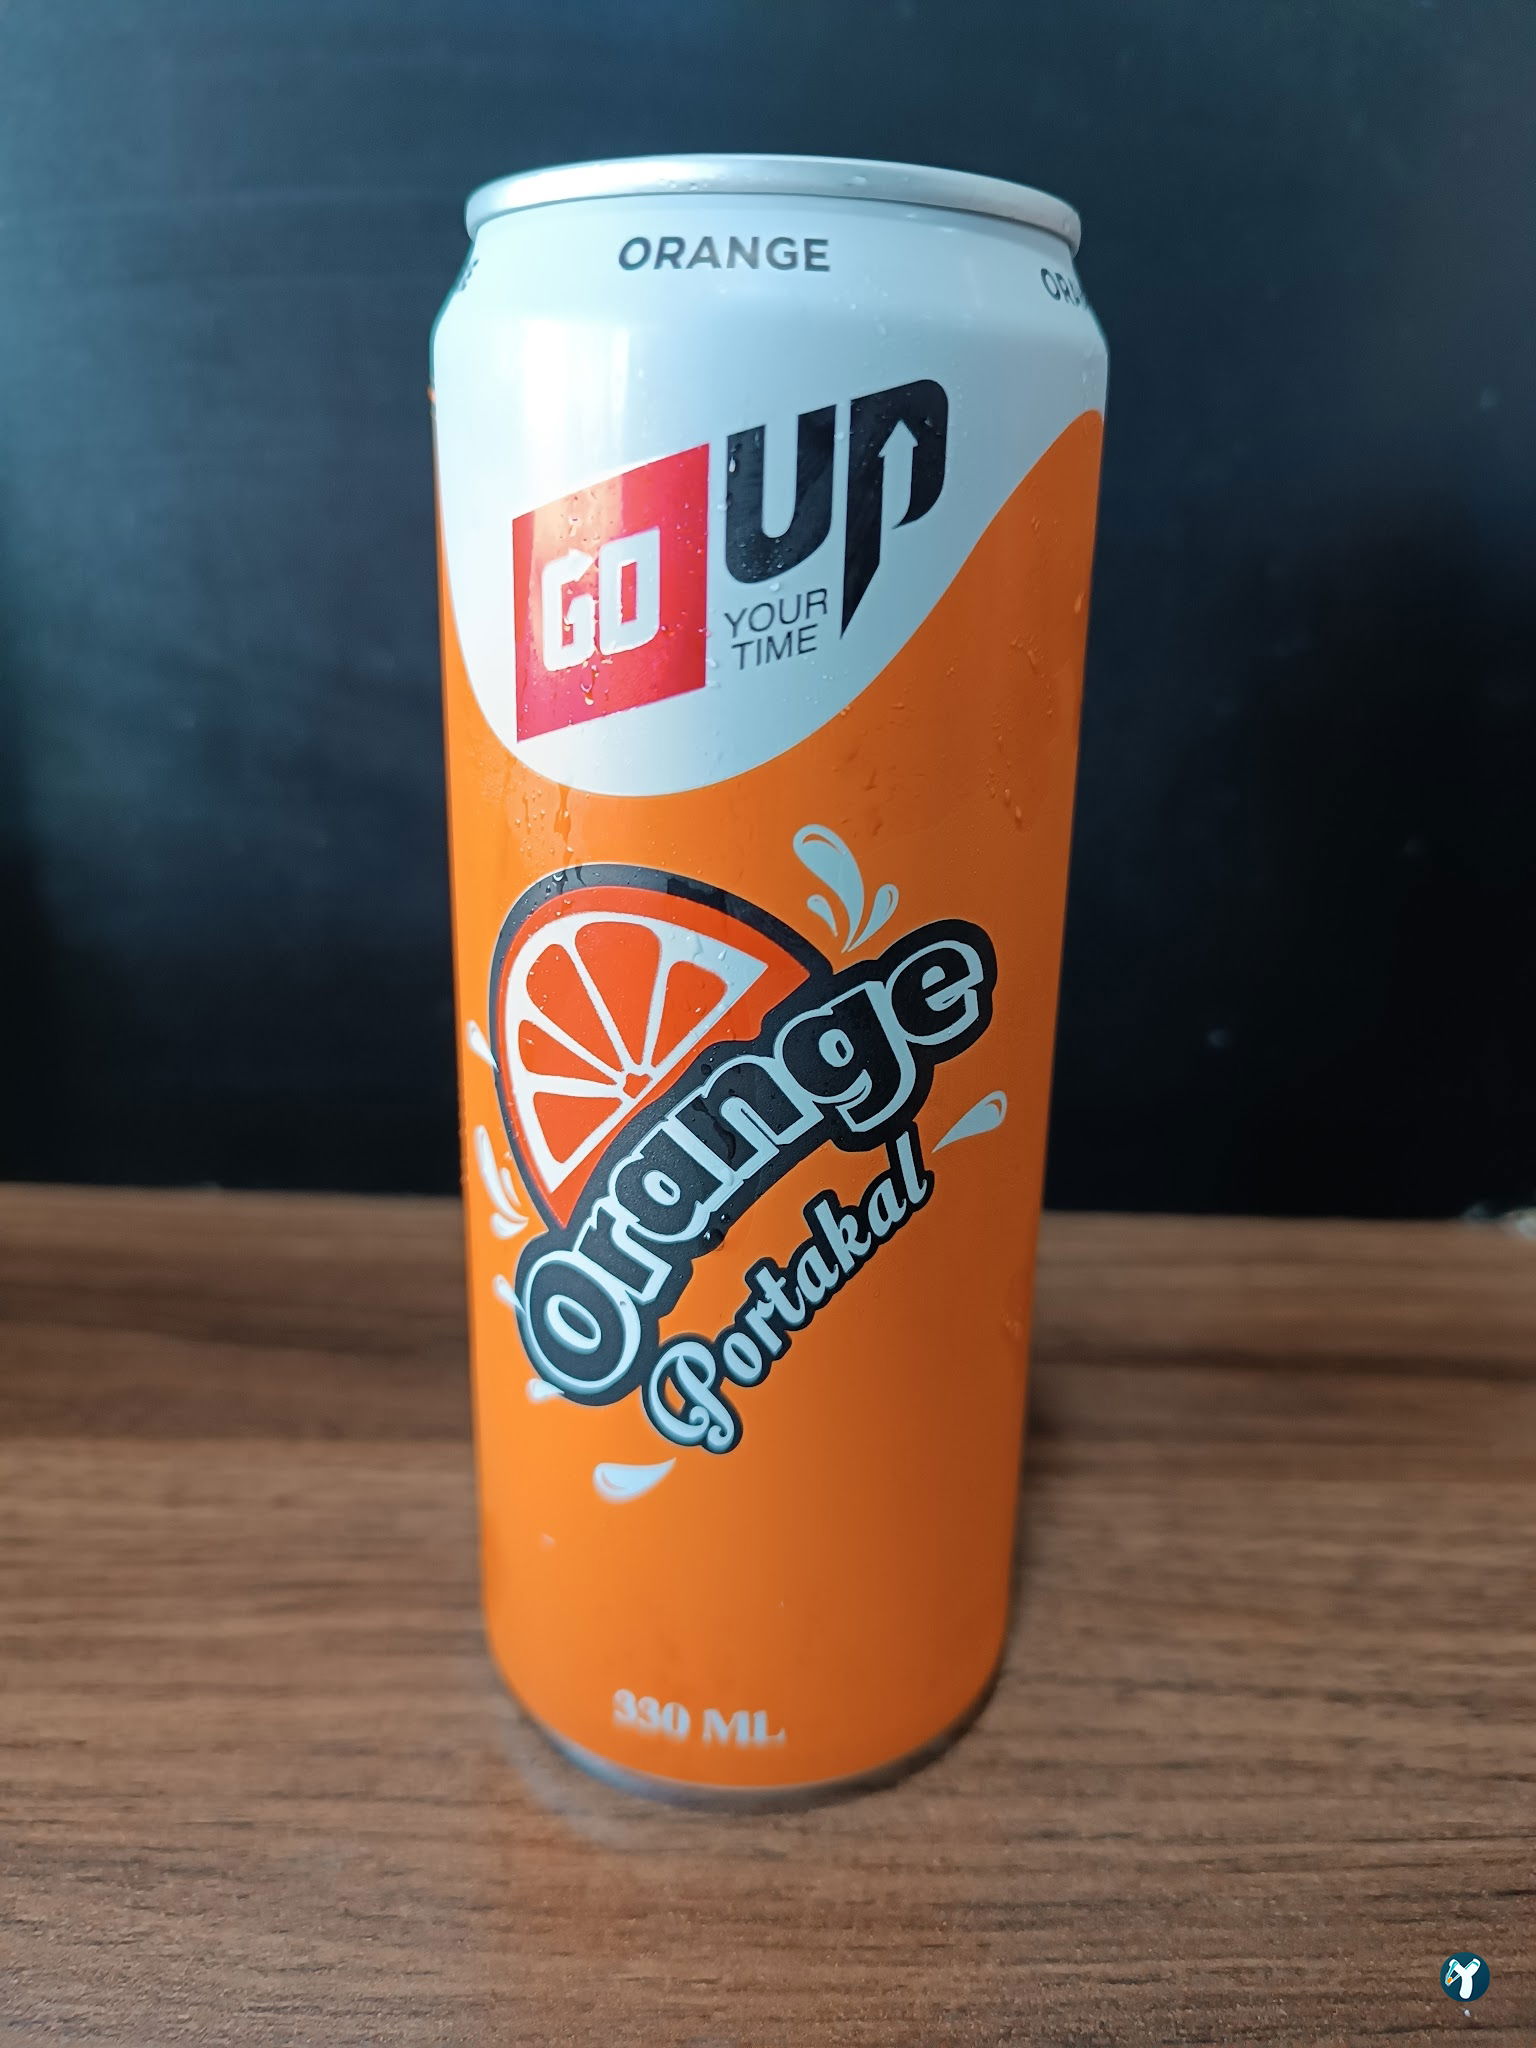 ORANGE
GO UP
YOUR
TIME
Orange
Portakal
330 ML